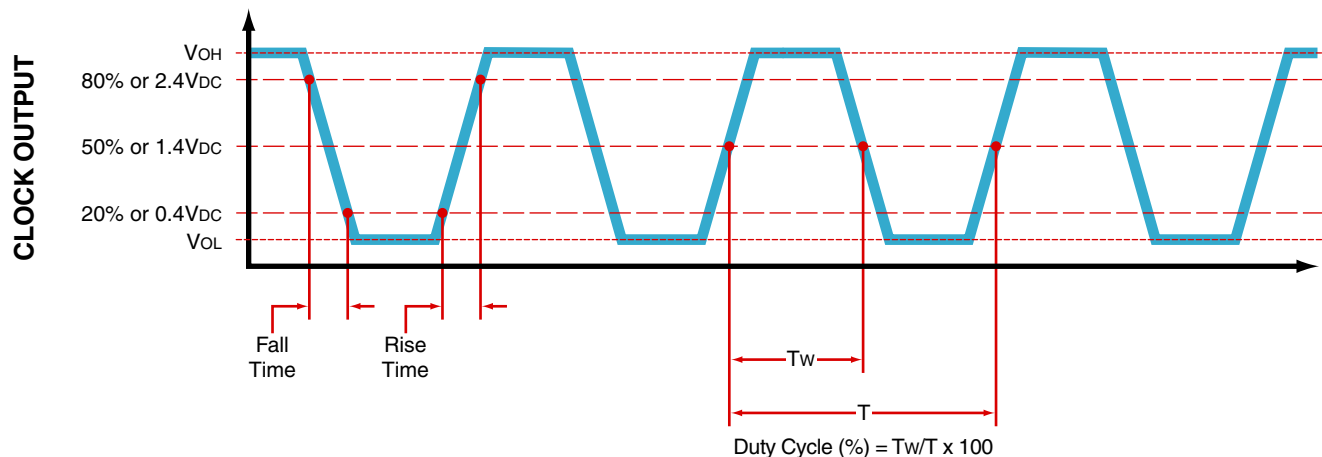 CLOCK OUTPUT
VOH
80% or 2.4VDC
50% or 1.4VDC
20% or 0.4VDC
VOL
Fall
Time
Rise
Time
TW
T
Duty Cycle (%) = TW/T x 100